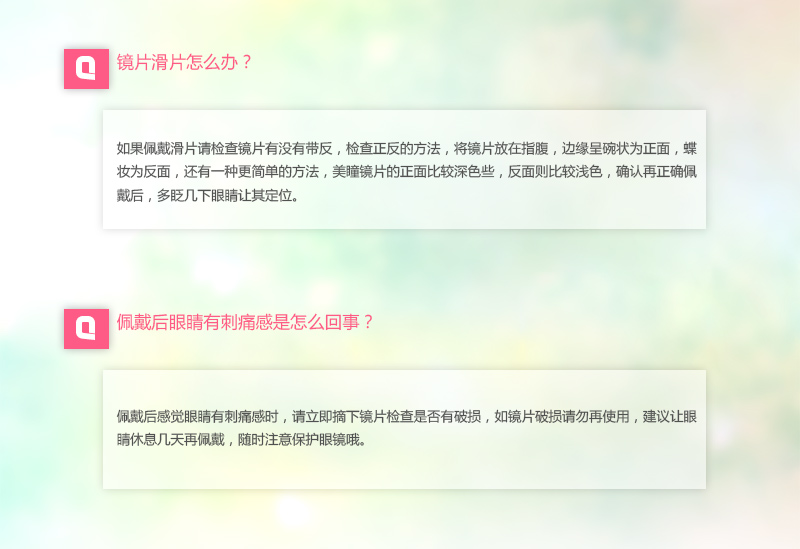 Q 镜片滑片怎么办？
如果佩戴滑片请检查镜片有没有带反，检查正反的方法，将镜片放在指腹，边缘呈碗状为正面，蝶
妆为反面，还有一种更简单的方法，美瞳镜片的正面比较深色些，反面则比较浅色，确认再正确佩
戴后，多眨几下眼睛让其定位。
Q 佩戴后眼睛有刺痛感是怎么回事？
佩戴后感觉眼睛有刺痛感时，请立即摘下镜片检查是否有破损，如镜片破损请勿再使用，建议让眼
睛休息几天再佩戴，随时注意保护眼镜哦。